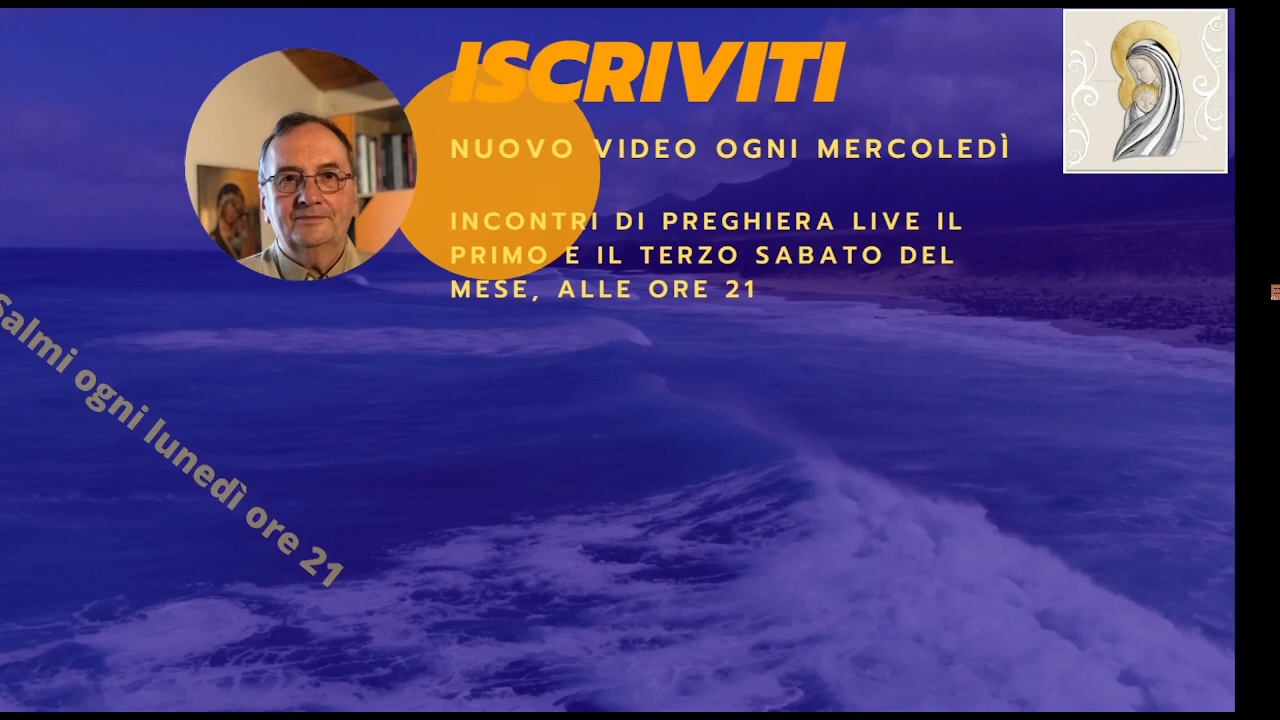 ISCRIVITI
NUOVO VIDEO OGNI MERCOLEDÌ
INCONTRI DI PREGHIERA LIVE IL
PRIMO E IL TERZO SABATO DEL
MESE, ALLE ORE 21
Salmi ogni lunedì ore 21